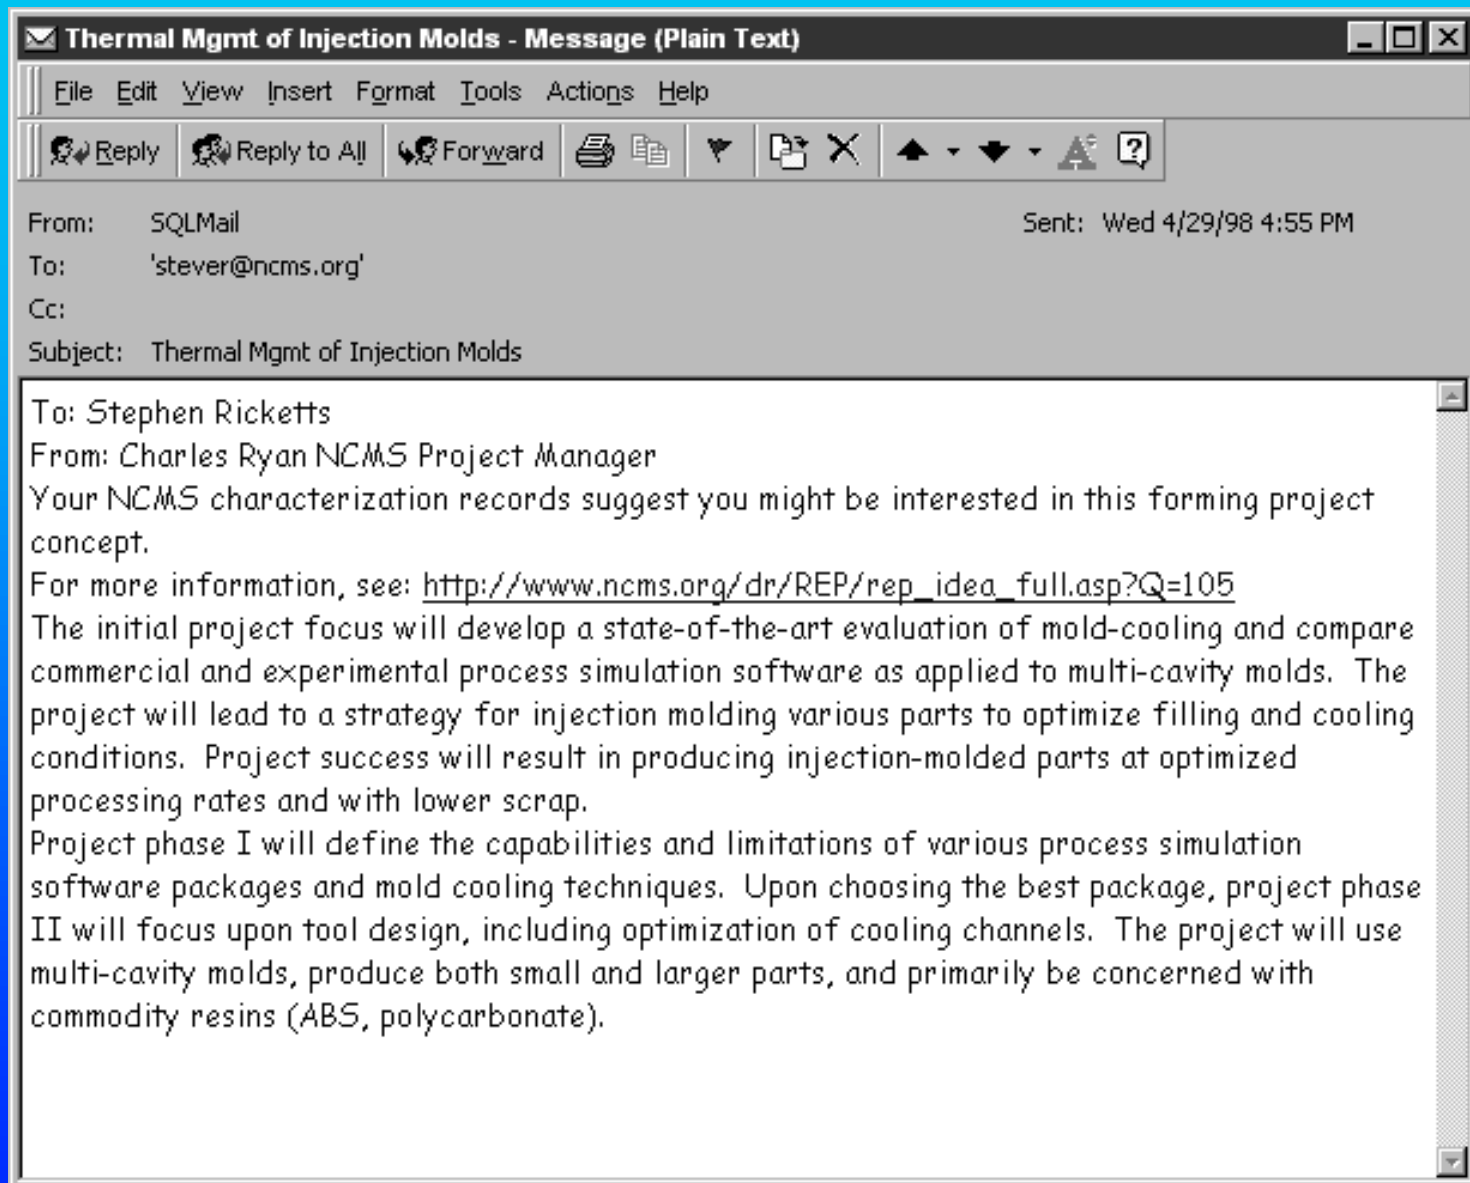 Thermal Mgmt of Injection Molds - Message (Plain Text)
File Edit View Insert Format Tools Actions Help
Reply Reply to All Forward
From: SQLMail Sent: Wed 4/29/98 4:55 PM
To: 'stever@ncms.org'
Cc:
Subject: Thermal Mgmt of Injection Molds
To: Stephen Ricketts
From: Charles Ryan NCMS Project Manager
Your NCMS characterization records suggest you might be interested in this forming project
concept.
For more information, see: http://www.ncms.org/dr/REP/rep_idea_full.asp?Q=105
The initial project focus will develop a state-of-the-art evaluation of mold-cooling and compare
commercial and experimental process simulation software as applied to multi-cavity molds.  The
project will lead to a strategy for injection molding various parts to optimize filling and cooling
conditions.  Project success will result in producing injection-molded parts at optimized
processing rates and with lower scrap.
Project phase I will define the capabilities and limitations of various process simulation
software packages and mold cooling techniques.  Upon choosing the best package, project phase
II will focus upon tool design, including optimization of cooling channels.  The project will use
multi-cavity molds, produce both small and larger parts, and primarily be concerned with
commodity resins (ABS, polycarbonate).